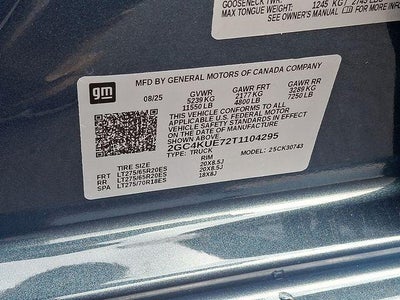 GOOSENECK TWR:
MAX TONGUE WEIGHT: 1245 KG / 2745
SEE OWNER'S MANUAL
gm
MFD BY GENERAL MOTORS OF CANADA COMPANY
08/25 GVWR GAWR FRT GAWR RR
5239 KG 2177 KG 3289 KG
11550 LB 4800 LB 7250 LB
THIS VEHICLE CONFORMS TO ALL
APPLICABLE U.S. FEDERAL MOTOR
VEHICLE SAFETY STANDARDS IN EFFECT
ON THE DATE OF MANUFACTURE
SHOWN ABOVE.
2GC4KUE72T1104295
TYPE: TRUCK MODEL: 25CK30743
TIRE SIZE RIM
FRT LT275/65R20ES 20X8.5J
RT LT275/65R20ES 20X8.5J
SPA LT275/70R18ES 18X8J